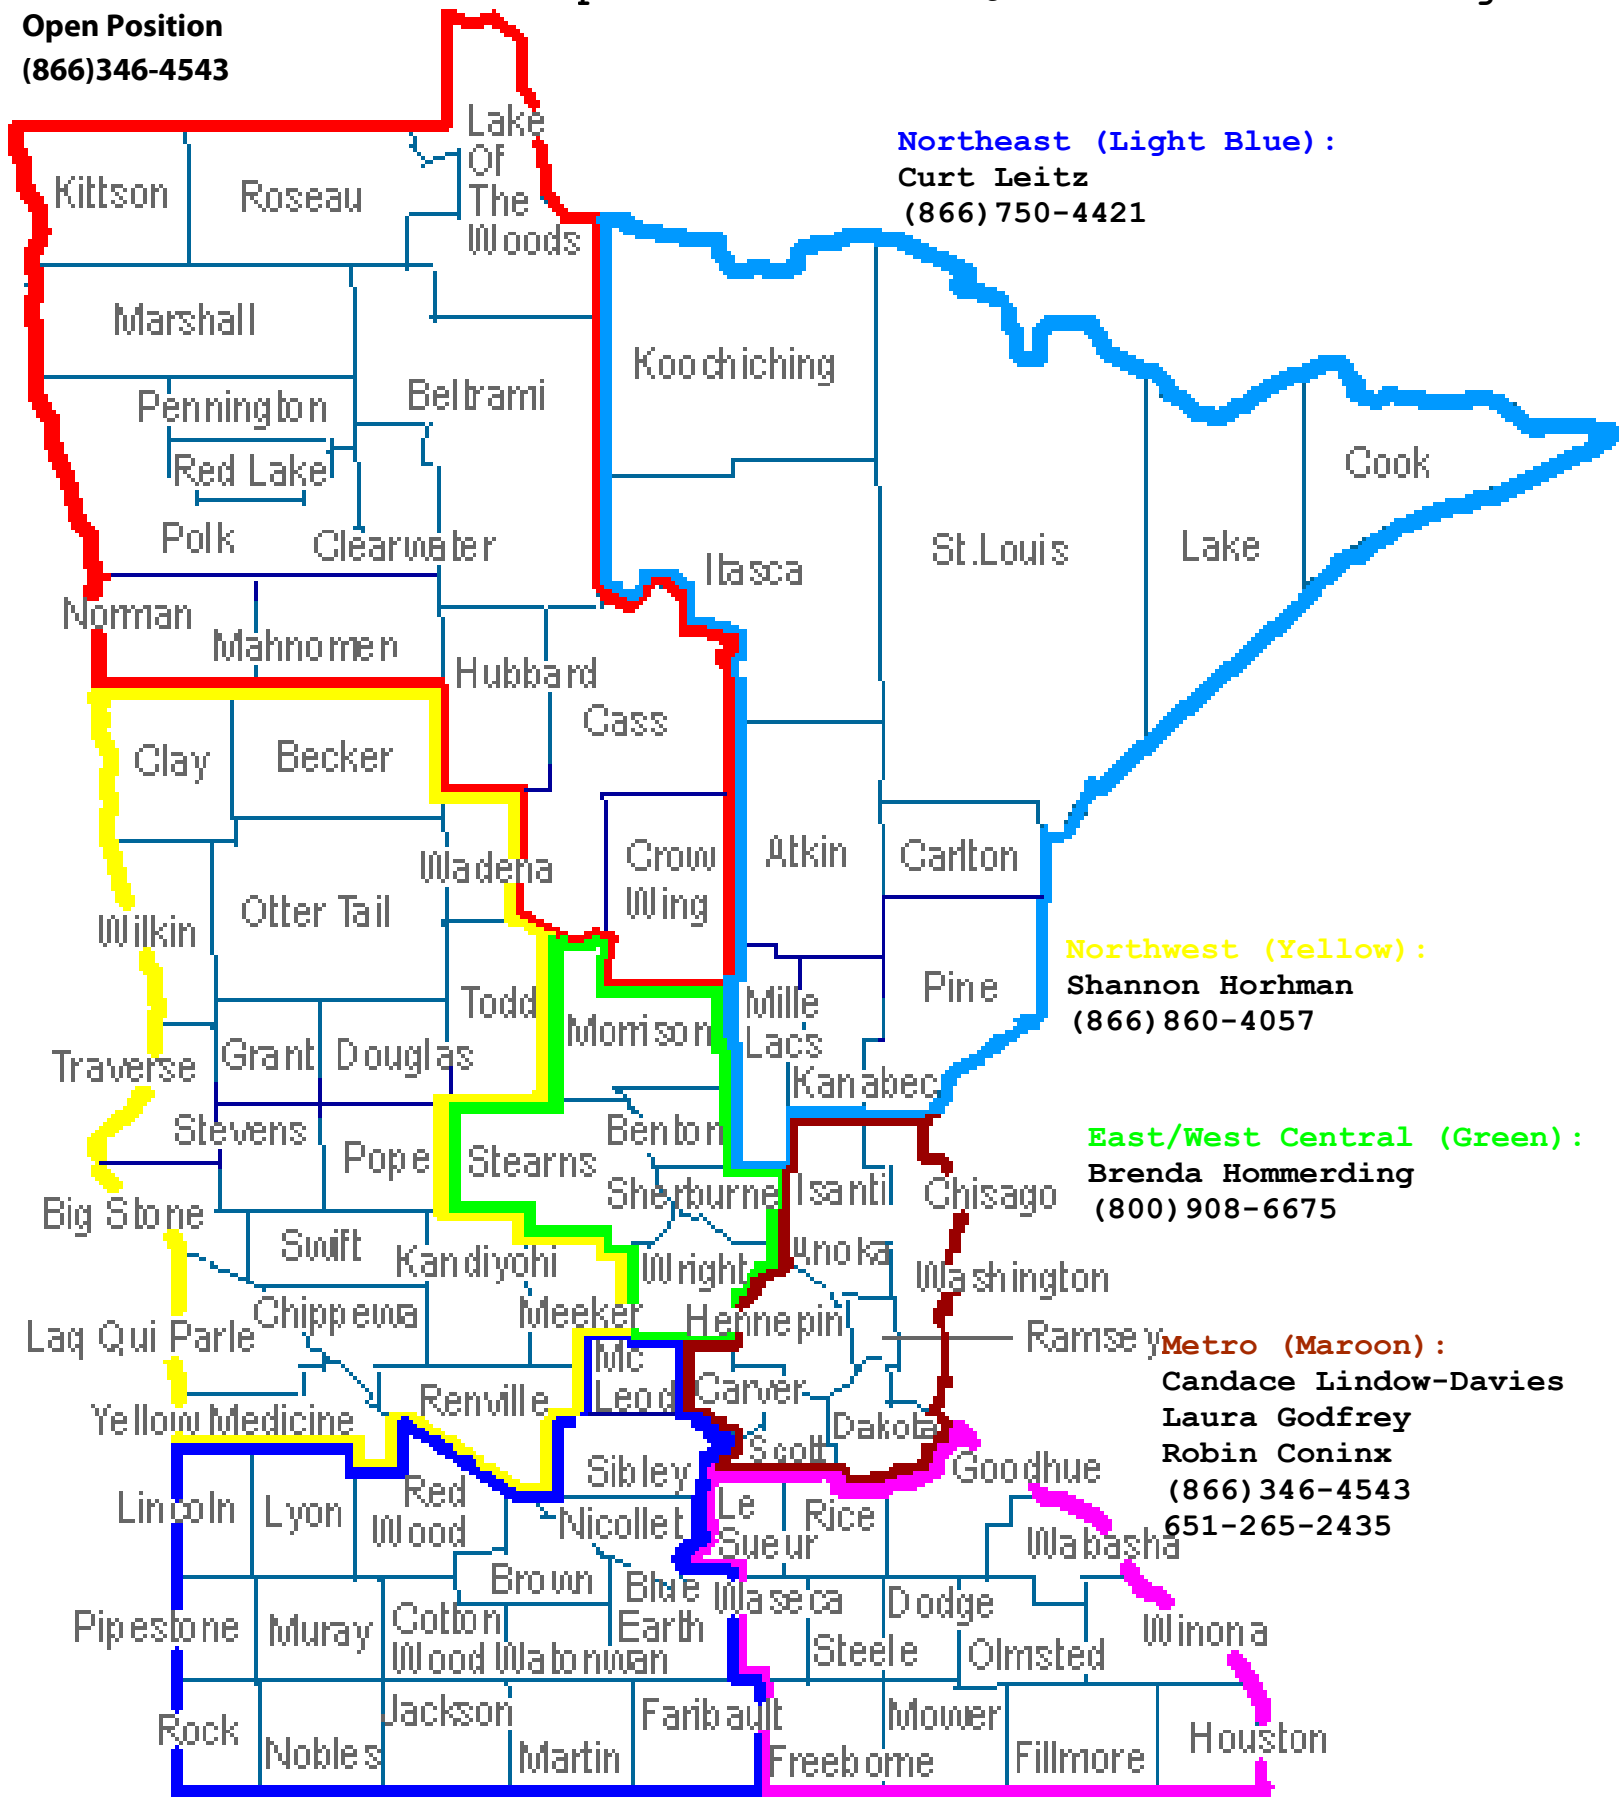 Open Position
(866)346-4543
Northeast (Light Blue):
Curt Leitz
(866)750-4421
Lake
Of
The
Woods
Kittson
Roseau
Marshall
Koochiching
Beltrami
Pennington
Red Lake
Cook
Polk
Clearwater
Itasca
St.Louis
Lake
Norman
Mahnomen
Hubbard
Cass
Clay
Becker
Wadena
Crow
Wing
Atkin
Carlton
Otter Tail
Wilkin
Northwest (Yellow):
Shannon Horhman
(866)860-4057
Todd
Morrison
Mille
Lacs
Pine
Traverse
Grant
Douglas
Kanabec
Stevens
Pope
Stearns
Benton
East/West Central (Green):
Brenda Hommerding
(800)908-6675
Sherburne
Isanti
Chisago
Big Stone
Swift
Kandiyohi
Wright
Anoka
Washington
Chippewa
Meeker
Hennepin
Laq Qui Parle
Ramsey
Metro (Maroon):
Candace Lindow-Davies
Laura Godfrey
Robin Coninx
(866)346-4543
651-265-2435
Mc
Leod
Carver
Renville
Yellow Medicine
Dakota
Scott
Sibley
Goodhue
Lincoln
Lyon
Red
Wood
Nicollet
Le
Sueur
Rice
Wabasha
Brown
Blue
Earth
Waseca
Dodge
Pipestone
Muray
Cotton
Wood
Watonwan
Steele
Olmsted
Winona
Rock
Nobles
Jackson
Martin
Faribault
Freeborne
Mower
Fillmore
Houston